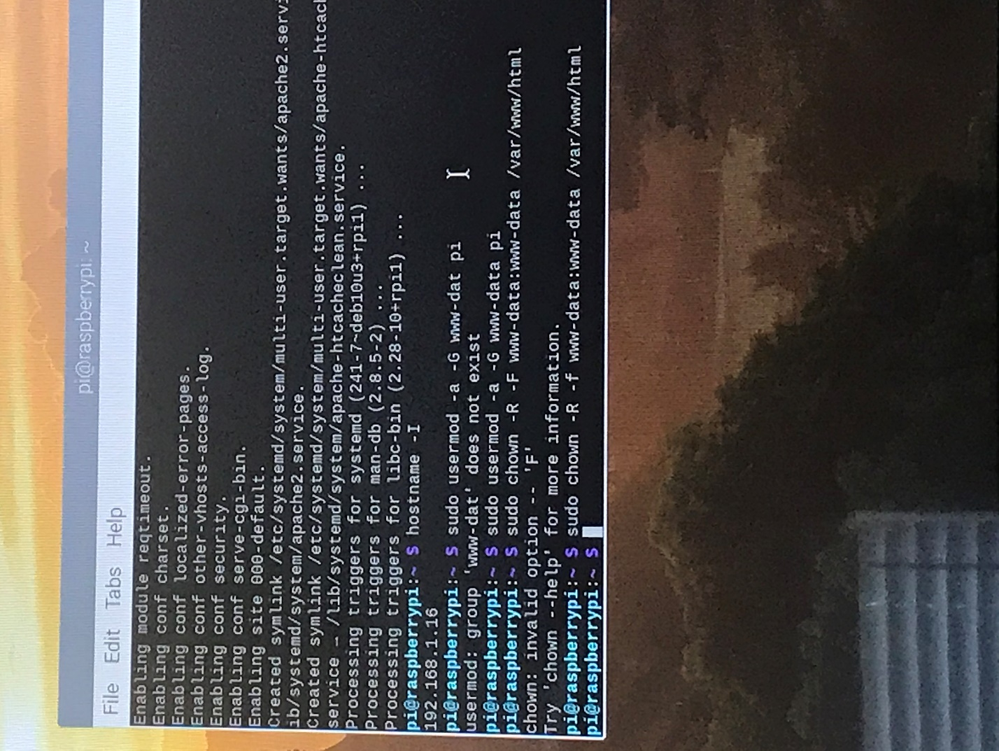 pi@raspberrypi: ~
File Edit Tabs Help
Enabling module reqtimeout.
Enabling conf charset.
Enabling conf localized-error-pages.
Enabling conf other-vhosts-access-log.
Enabling conf security.
Enabling conf serve-cgi-bin.
Enabling site 000-default.
Created symlink /etc/systemd/system/multi-user.target.wants/apache2.servi
ib/systemd/system/apache2.service.
Created symlink /etc/systemd/system/multi-user.target.wants/apache-htcacl
service → /lib/systemd/system/apache-htcacheclean.service.
Processing triggers for systemd (241-7~deb10u3+rpi1) ...
Processing triggers for man-db (2.8.5-2) ...
Processing triggers for libc-bin (2.28-10+rpi1) ...
pi@raspberrypi:~ $ hostname -I
192.168.1.16
pi@raspberrypi:~ $ sudo usermod -a -G www-dat pi
usermod: group 'www-dat' does not exist
pi@raspberrypi:~ $ sudo usermod -a -G www-data pi
pi@raspberrypi:~ $ sudo chown -R -F www-data:www-data /var/www/html
chown: invalid option -- 'F'
Try 'chown --help' for more information.
pi@raspberrypi:~ $ sudo chown -R -f www-data:www-data /var/www/html
pi@raspberrypi:~ $